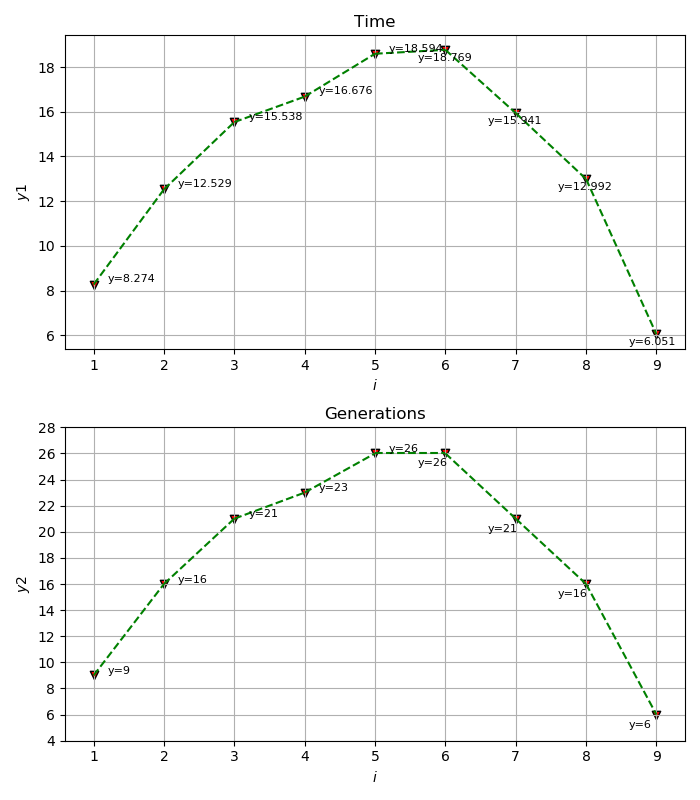 Time
18
16
14
12
10
8
6
y1
y=8.274
y=12.529
y=15.538
y=16.676
y=18.594
y=18.769
y=15.941
y=12.992
y=6.051
1 2 3 4 5 6 7 8 9
i
Generations
28
26
24
22
20
18
16
14
12
10
8
6
4
y2
y=9
y=16
y=21
y=23
y=26
y=26
y=21
y=16
y=6
1 2 3 4 5 6 7 8 9
i